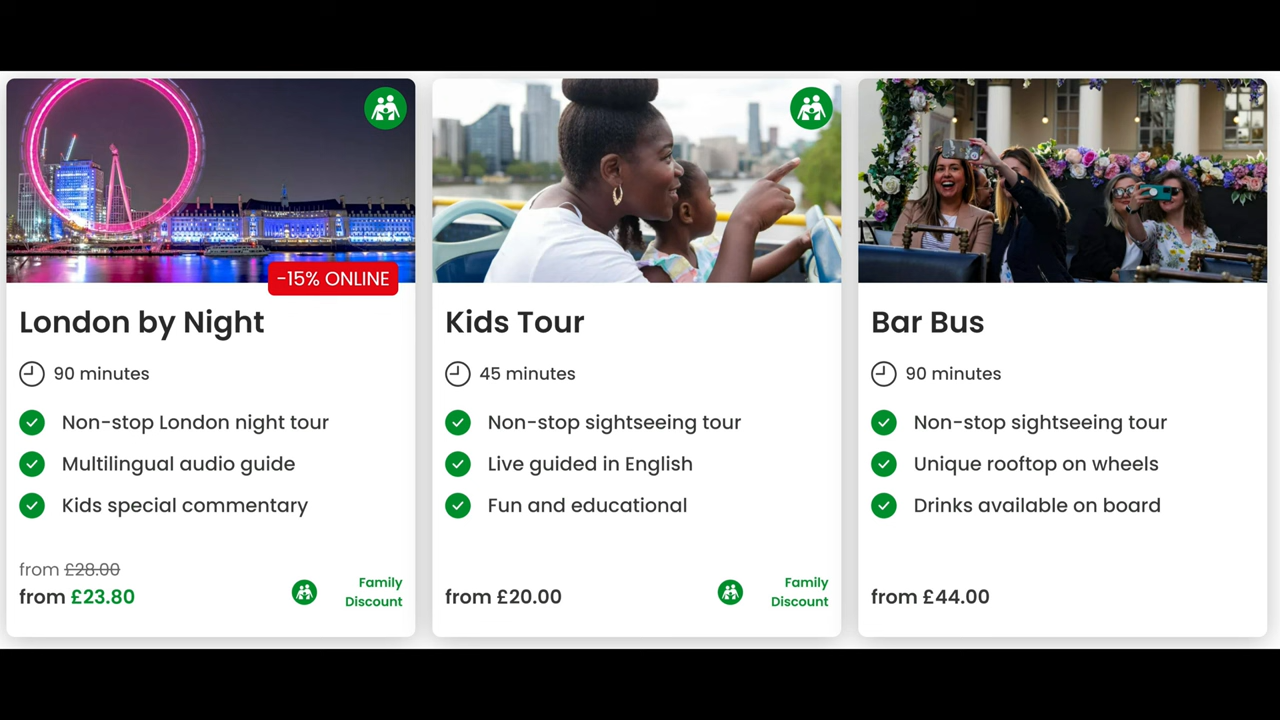 -15% ONLINE
London by Night
90 minutes
Non-stop London night tour
Multilingual audio guide
Kids special commentary
from £28.00
from £23.80
Family
Discount
Kids Tour
45 minutes
Non-stop sightseeing tour
Live guided in English
Fun and educational
from £20.00
Family
Discount
Bar Bus
90 minutes
Non-stop sightseeing tour
Unique rooftop on wheels
Drinks available on board
from £44.00